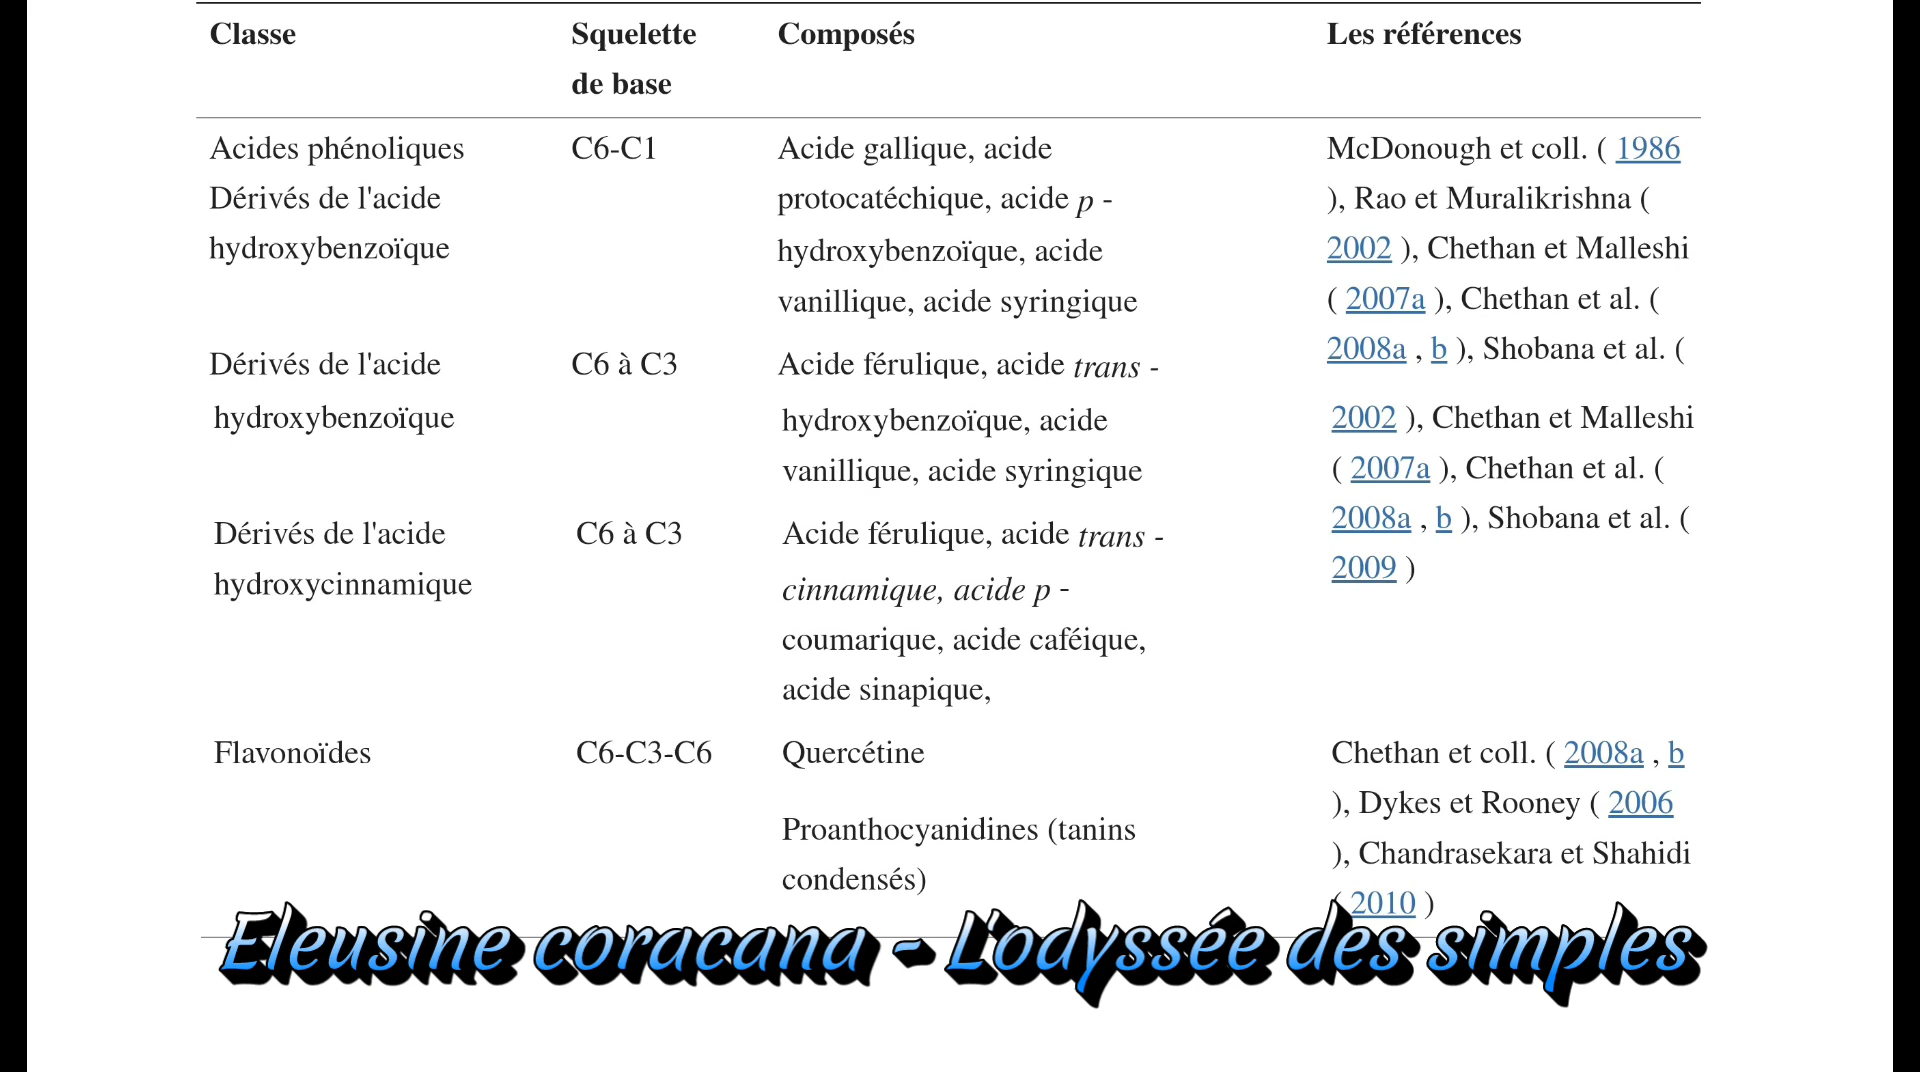 Classe Squelette de base Composés Les références
Acides phénoliques
Dérivés de l'acide
hydroxybenzoïque
C6-C1
Acide gallique, acide
protocatéchique, acide p -
hydroxybenzoïque, acide
vanillique, acide syringique
McDonough et coll. ( 1986
), Rao et Muralikrishna (
2002 ), Chethan et Malleshi
( 2007a ), Chethan et al. (
2008a , b ), Shobana et al. (
Dérivés de l'acide
hydroxybenzoïque
C6 à C3
Acide férulique, acide trans -
hydroxybenzoïque, acide
vanillique, acide syringique
2002 ), Chethan et Malleshi
( 2007a ), Chethan et al. (
2008a , b ), Shobana et al. (
2009 )
Dérivés de l'acide
hydroxycinnamique
C6 à C3
Acide férulique, acide trans -
cinnamique, acide p -
coumarique, acide caféique,
acide sinapique,
Flavonoïdes
C6-C3-C6
Quercétine
Proanthocyanidines (tanins
condensés)
Chethan et coll. ( 2008a , b
), Dykes et Rooney ( 2006
), Chandrasekara et Shahidi
( 2010 )
Eleusine coracana - L'odyssée des simples